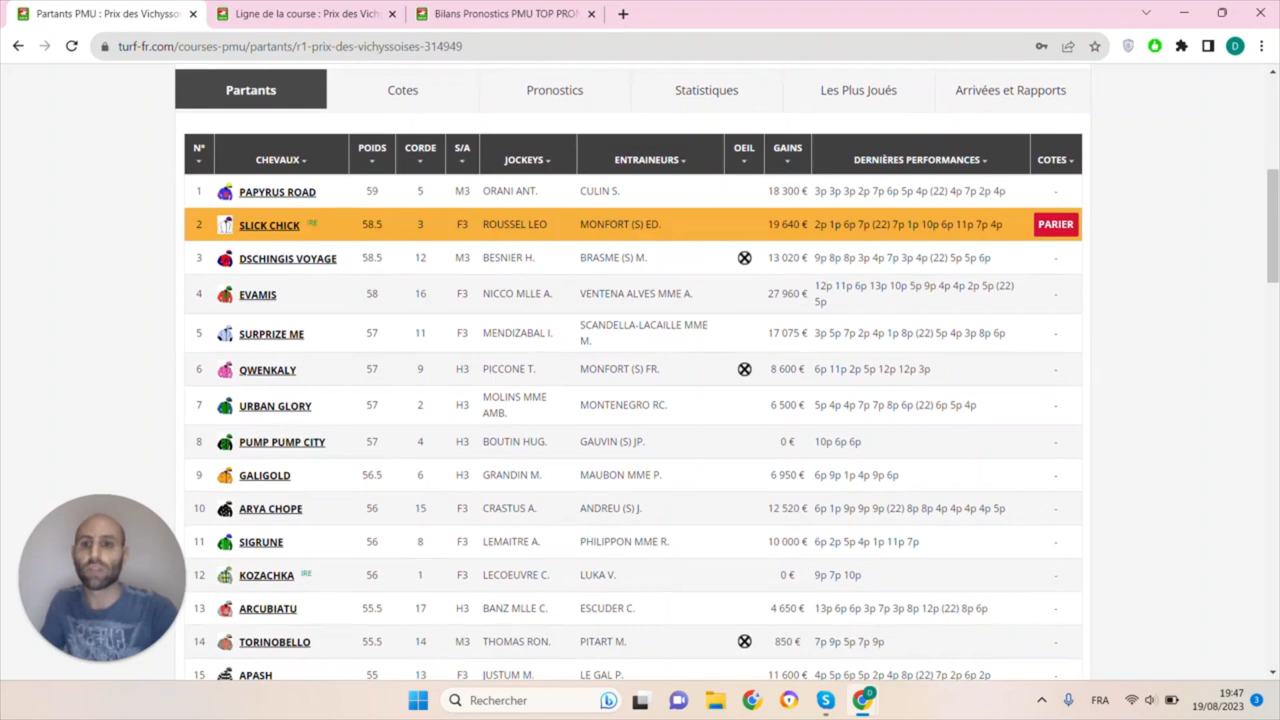 Partants PMU : Prix des Vichysso
Ligne de la course : Prix des Vich
Bilans Pronostics PMU TOP PRO
turf-fr.com/courses-pmu/partants/r1-prix-des-vichyssoises-314949
D
Partants Cotes Pronostics Statistiques Les Plus Joués Arrivées et Rapports
N° CHEVAUX POIDS CORDE S/A JOCKEYS ENTRAINEURS OEIL GAINS DERNIÈRES PERFORMANCES COTES
1 PAPYRUS ROAD 59 5 M3 ORANI ANT. CULIN S. 18 300 € 3p 3p 3p 2p 7p 6p 5p 4p (22) 4p 7p 2p 4p -
2 SLICK CHICK IRE 58.5 3 F3 ROUSSEL LEO MONFORT (S) ED. 19 640 € 2p 1p 6p 7p (22) 7p 1p 10p 6p 11p 7p 4p PARIER
3 DSCHINGIS VOYAGE 58.5 12 M3 BESNIER H. BRASME (S) M. 13 020 € 9p 8p 8p 3p 4p 7p 3p 4p (22) 5p 5p 6p -
4 EVAMIS 58 16 F3 NICCO MLLE A. VENTENA ALVES MME A. 27 960 € 12p 11p 6p 13p 10p 5p 9p 4p 4p 2p 5p (22)
5p -
5 SURPRIZE ME 57 11 F3 MENDIZABAL I. SCANDELLA-LACAILLE MME
M. 17 075 € 3p 5p 7p 2p 4p 1p 8p (22) 5p 4p 3p 8p 6p -
6 QWENKALY 57 9 H3 PICCONE T. MONFORT (S) FR. 8 600 € 6p 11p 2p 5p 12p 12p 3p -
7 URBAN GLORY 57 2 H3 MOLINS MME
AMB. MONTENEGRO RC. 6 500 € 5p 4p 4p 7p 7p 8p 6p (22) 6p 5p 4p -
8 PUMP PUMP CITY 57 4 H3 BOUTIN HUG. GAUVIN (S) JP. 0 € 10p 6p 6p -
9 GALIGOLD 56.5 6 H3 GRANDIN M. MAUBON MME P. 6 950 € 6p 9p 1p 4p 9p 6p -
10 ARYA CHOPE 56 15 F3 CRASTUS A. ANDREU (S) J. 12 520 € 6p 1p 9p 9p 9p (22) 8p 8p 4p 4p 4p 4p 5p -
11 SIGRUNE 56 8 F3 LEMAITRE A. PHILIPPON MME R. 10 000 € 6p 2p 5p 4p 1p 11p 7p -
12 KOZACHKA IRE 56 1 F3 LECOEUVRE C. LUKA V. 0 € 9p 7p 10p -
13 ARCUBIATU 55.5 17 H3 BANZ MLLE C. ESCUDER C. 4 650 € 13p 6p 6p 3p 7p 3p 8p 12p (22) 8p 6p -
14 TORINOBELLO 55.5 14 M3 THOMAS RON. PITART M. 850 € 7p 9p 5p 7p 9p -
15 APASH 55 13 F3 JUSTUM M. LE GAL P. 11 600 € 4p 5p 6p 2p 4p 8p (22) 7p 6p 2p -
Rechercher
FRA
19:47
19/08/2023
3